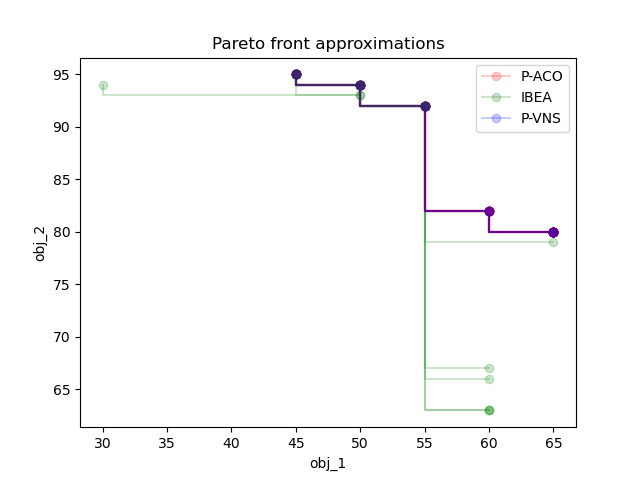 Pareto front approximations
P-ACO
IBEA
P-VNS
95
90
85
80
75
70
65
obj_2
30 35 40 45 50 55 60 65
obj_1